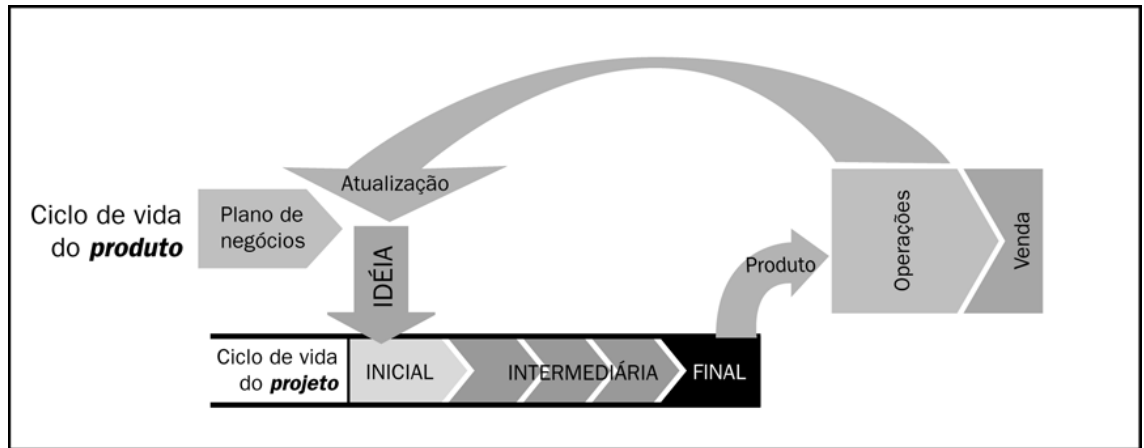 Atualização
Ciclo de vida
do produto
Plano de
negócios
IDÉIA
Produto
Operações
Venda
Ciclo de vida
do projeto
INICIAL
INTERMEDIÁRIA
FINAL